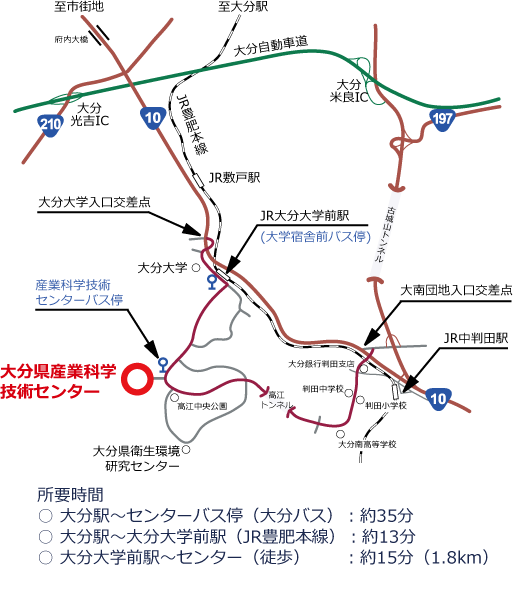 至市街地
至大分駅
府内大橋
大分自動車道
大分
光吉IC
大分
米良IC
210
10
197
JR豊肥本線
JR敷戸駅
大分大学入口交差点
JR大分大学前駅
(大学宿舎前バス停)
古城山トンネル
大分大学
産業科学技術
センターバス停
大南団地入口交差点
JR中判田駅
大分県産業科学
技術センター
大分銀行判田支店
判田中学校
判田小学校
高江
トンネル
高江中央公園
10
大分南高等学校
大分県衛生環境
研究センター
所要時間
○ 大分駅～センターバス停（大分バス）：約35分
○ 大分駅～大分大学前駅（JR豊肥本線）：約13分
○ 大分大学前駅～センター（徒歩）　　：約15分（1.8km）